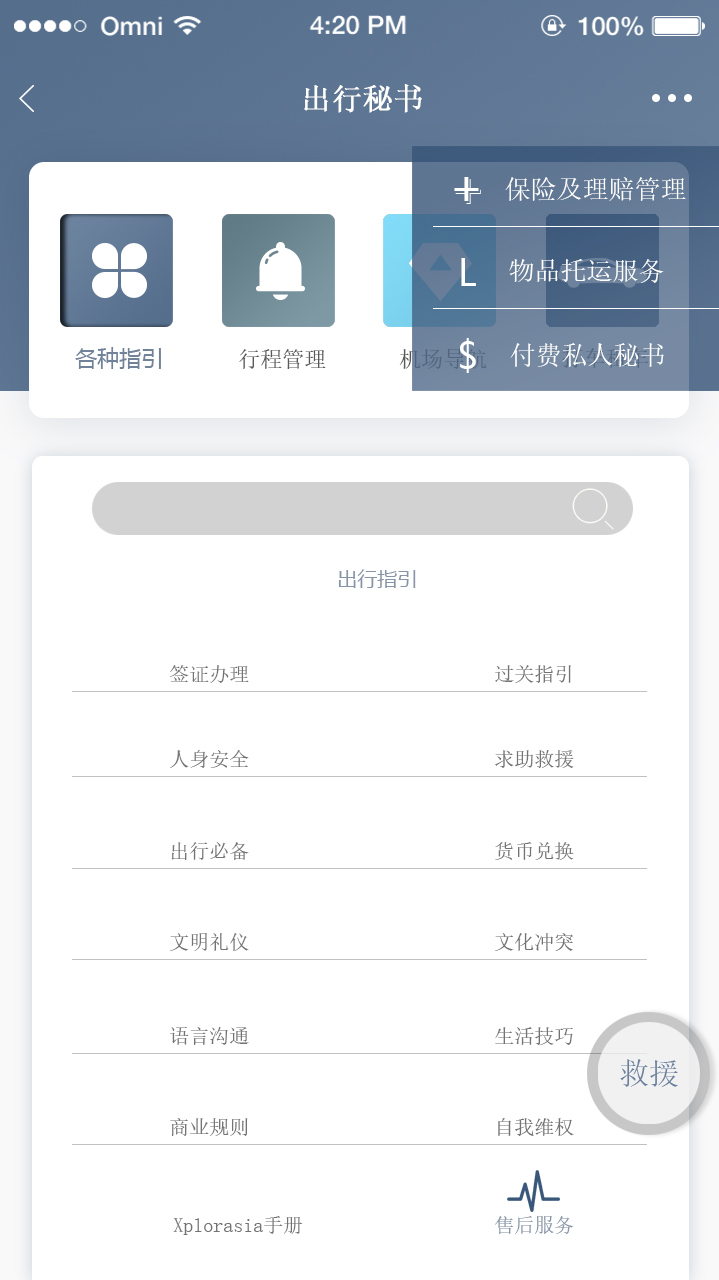 Omni 4:20 PM 100%
出行秘书
保险及理赔管理
L 物品托运服务
$ 付费私人秘书
各种指引 行程管理 机场导航
出行指引
签证办理 过关指引
人身安全 求助救援
出行必备 货币兑换
文明礼仪 文化冲突
语言沟通 生活技巧
救援
商业规则 自我维权
Xplorasia手册 售后服务